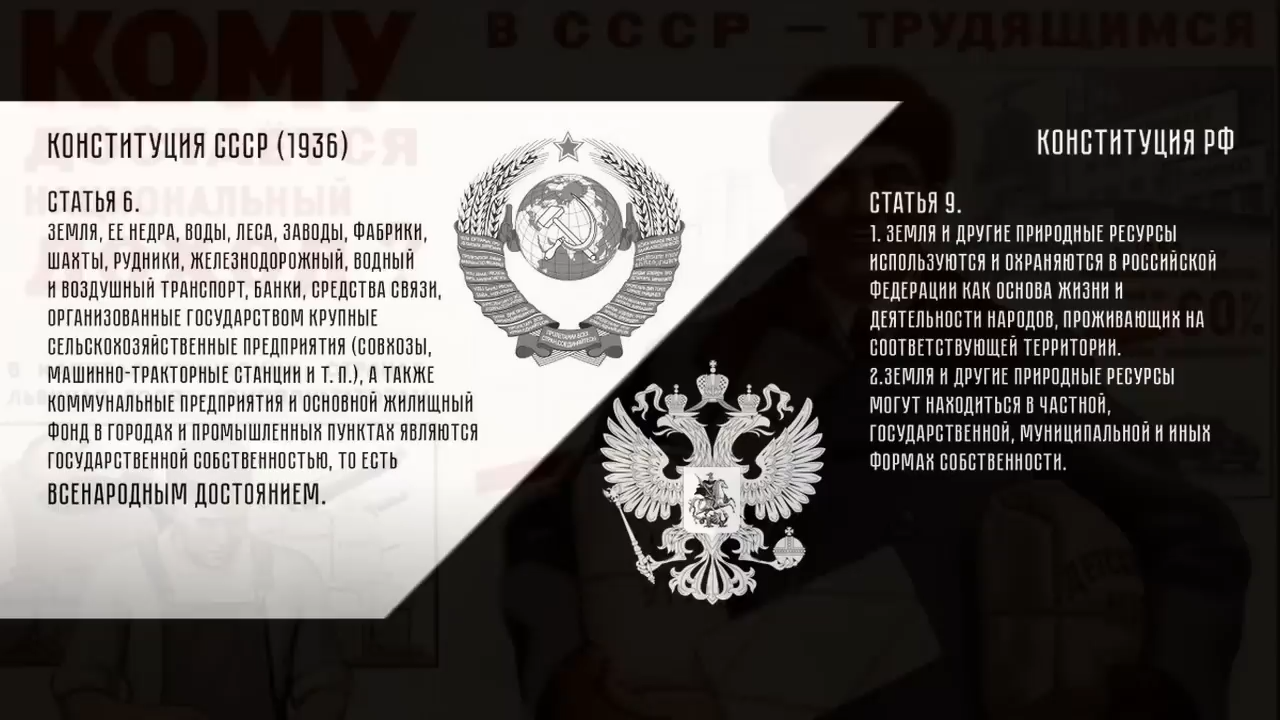 КОМУ
В СССР — ТРУДЯЩИМСЯ
КОНСТИТУЦИЯ СССР (1936)
СТАТЬЯ 6.
ЗЕМЛЯ, ЕЕ НЕДРА, ВОДЫ, ЛЕСА, ЗАВОДЫ, ФАБРИКИ,
ШАХТЫ, РУДНИКИ, ЖЕЛЕЗНОДОРОЖНЫЙ, ВОДНЫЙ
И ВОЗДУШНЫЙ ТРАНСПОРТ, БАНКИ, СРЕДСТВА СВЯЗИ,
ОРГАНИЗОВАННЫЕ ГОСУДАРСТВОМ КРУПНЫЕ
СЕЛЬСКОХОЗЯЙСТВЕННЫЕ ПРЕДПРИЯТИЯ (СОВХОЗЫ,
МАШИННО-ТРАКТОРНЫЕ СТАНЦИИ И Т. П.), А ТАКЖЕ
КОММУНАЛЬНЫЕ ПРЕДПРИЯТИЯ И ОСНОВНОЙ ЖИЛИЩНЫЙ
ФОНД В ГОРОДАХ И ПРОМЫШЛЕННЫХ ПУНКТАХ ЯВЛЯЮТСЯ
ГОСУДАРСТВЕННОЙ СОБСТВЕННОСТЬЮ, ТО ЕСТЬ
ВСЕНАРОДНЫМ ДОСТОЯНИЕМ.
КОНСТИТУЦИЯ РФ
СТАТЬЯ 9.
1. ЗЕМЛЯ И ДРУГИЕ ПРИРОДНЫЕ РЕСУРСЫ
ИСПОЛЬЗУЮТСЯ И ОХРАНЯЮТСЯ В РОССИЙСКОЙ
ФЕДЕРАЦИИ КАК ОСНОВА ЖИЗНИ И
ДЕЯТЕЛЬНОСТИ НАРОДОВ, ПРОЖИВАЮЩИХ НА
СООТВЕТСТВУЮЩЕЙ ТЕРРИТОРИИ.
2.ЗЕМЛЯ И ДРУГИЕ ПРИРОДНЫЕ РЕСУРСЫ
МОГУТ НАХОДИТЬСЯ В ЧАСТНОЙ,
ГОСУДАРСТВЕННОЙ, МУНИЦИПАЛЬНОЙ И ИНЫХ
ФОРМАХ СОБСТВЕННОСТИ.